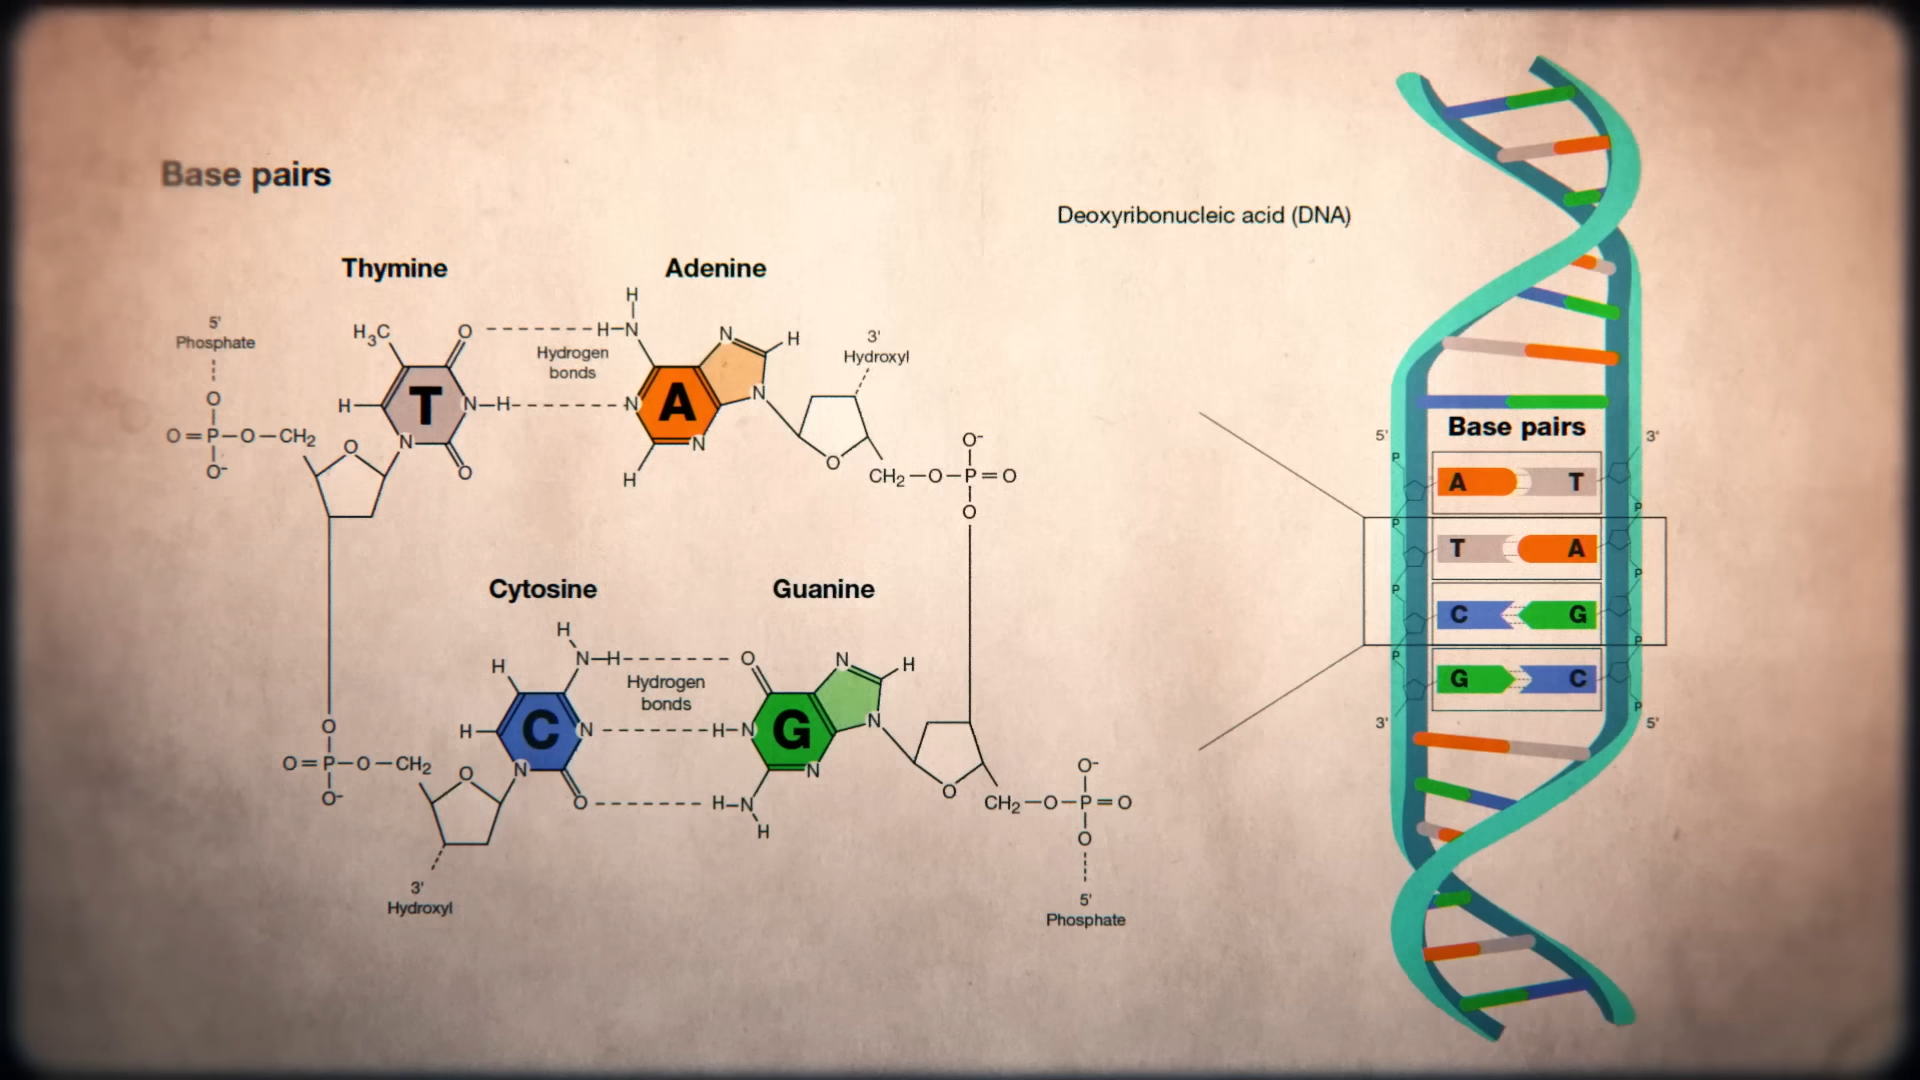 Base pairs
Deoxyribonucleic acid (DNA)
Thymine
Adenine
5'
Phosphate
H₃C
O
H
H–N
Hydrogen
bonds
N
H
3'
Hydroxyl
O
H
T
N–H
N
A
N
O=P–O–CH₂
O⁻
O
N
O
N
H
O
CH₂–O–P=O
O⁻
O
Cytosine
Guanine
H
H
N–H
Hydrogen
bonds
O
N
H
H
C
N
H–N
G
N
O
O=P–O–CH₂
O⁻
O
N
O
N
H–N
H
O
CH₂–O–P=O
O⁻
O
3'
Hydroxyl
5'
Phosphate
Base pairs
5'
3'
A T
T A
C G
G C
3'
5'
P
P
P
P
P
P
P
P